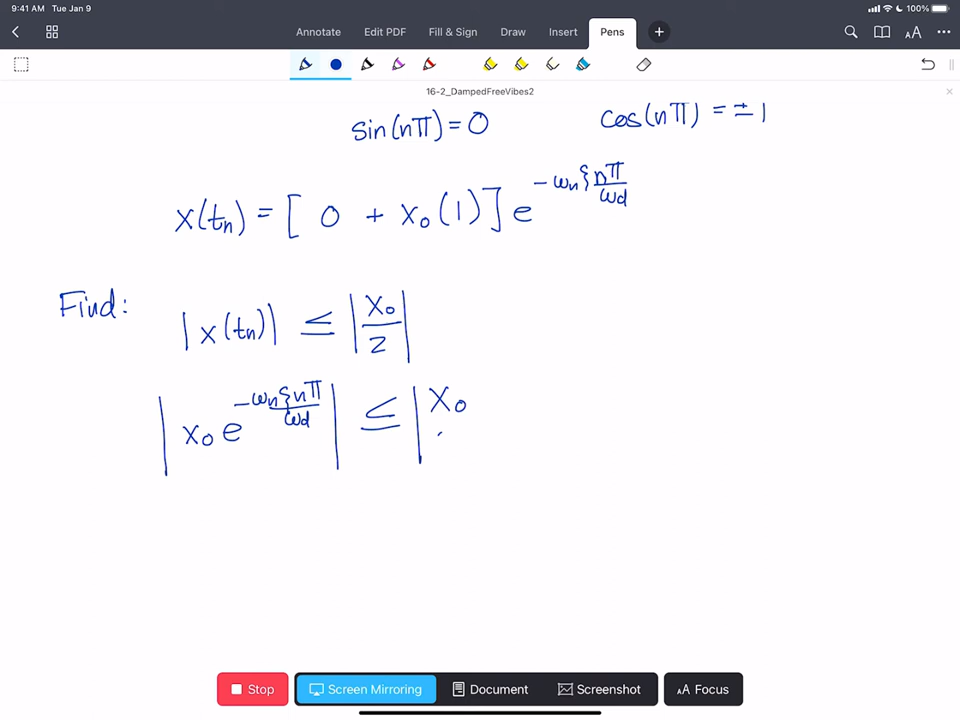 9:41 AM Tue Jan 9 100%
Annotate Edit PDF Fill & Sign Draw Insert Pens
16-2_DampedFreeVibes2
sin(nπ) = 0 cos(nπ) = ±1
x(tn) = [ 0 + x₀(1) ] e^(-ωn ζ nπ/ωd)
Find: |x(tn)| ≤ |x₀/2|
|x₀ e^(-ωn ζ nπ/ωd)| ≤ |x₀
Stop Screen Mirroring Document Screenshot AA Focus